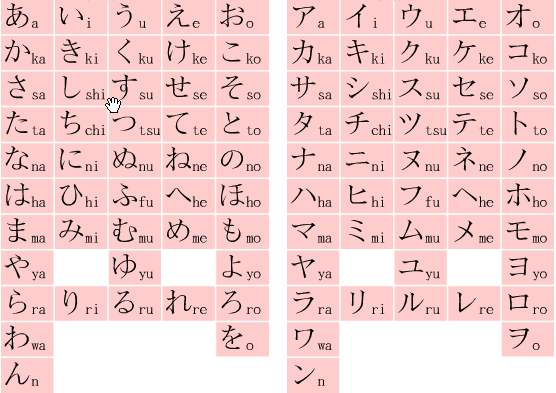 あa いi うu えe おo アa イi ウu エe オo
かka きki くku けke こko カka キki クku ケke コko
さsa しshi すsu せse そso サsa シshi スsu セse ソso
たta ちchi つtsu てte とto タta チchi ツtsu テte トto
なna にni ぬnu ねne のno ナna ニni ヌnu ネne ノno
はha ひhi ふfu へhe ほho ハha ヒhi フfu ヘhe ホho
まma みmi むmu めme もmo マma ミmi ムmu メme モmo
やya ゆyu よyo ヤya ユyu ヨyo
らra りri るru れre ろro ラra リri ルru レre ロro
わwa をo ワwa ヲo
んn ンn